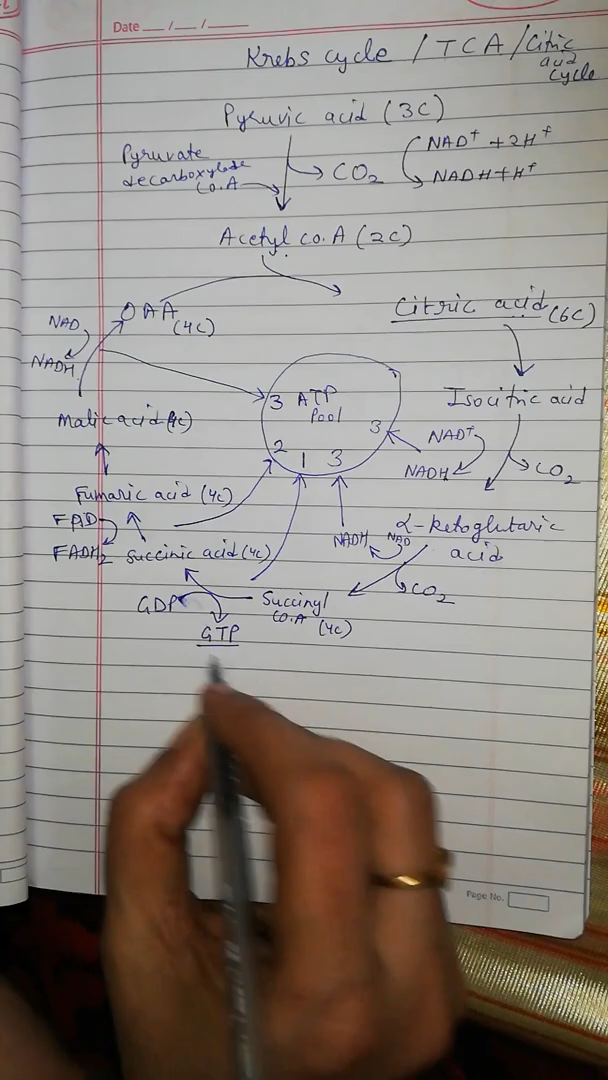 Date __/__/__
Krebs cycle / TCA / Citric
acid
cycle
Pyruvic acid (3C)
Pyruvate
decarboxylase
Co.A
CO2
NAD+ + 2H+
NADH + H+
Acetyl Co.A (2C)
OAA
(4C)
Citric acid (6C)
NAD
NADH
3 ATP
Pool
3
2
1 3
Isocitric acid
Malic acid (4C)
NAD+
NADH
CO2
Fumaric acid (4C)
FAD
FADH2
Succinic acid (4C)
NADH
NAD
α-ketoglutaric
acid
CO2
GDP
GTP
Succinyl
Co.A (4C)
Page No.